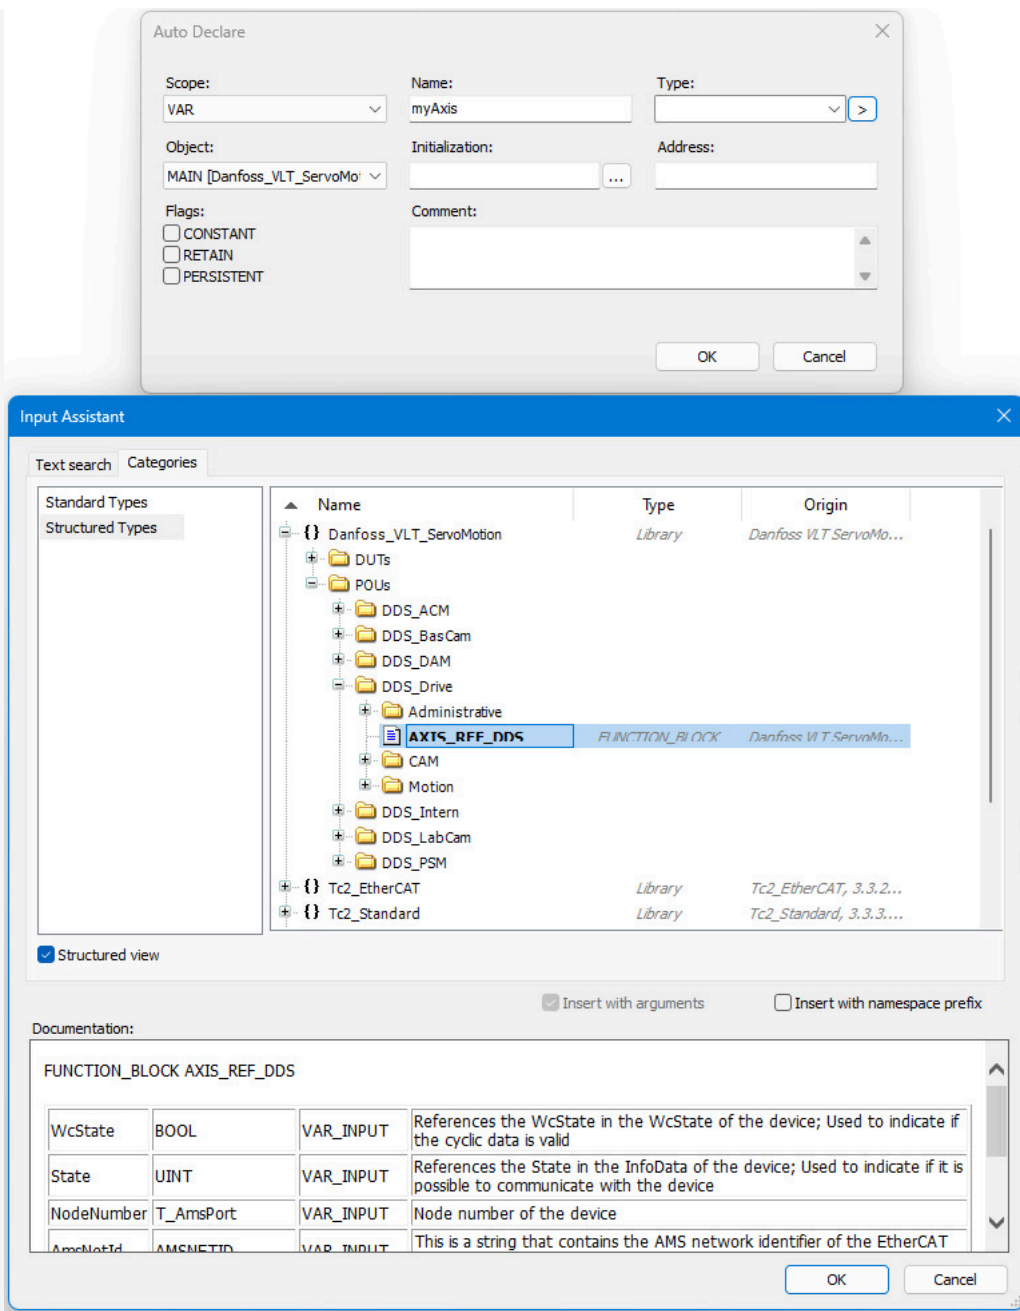 Auto Declare
Scope: Name: Type:
VAR myAxis >
Object: Initialization: Address:
MAIN [Danfoss_VLT_ServoMo ...
Flags: Comment:
CONSTANT
RETAIN
PERSISTENT
OK Cancel
Input Assistant
Text search Categories
Standard Types
Structured Types
Name Type Origin
{} Danfoss_VLT_ServoMotion Library Danfoss VLT ServoMo...
DUTs
POUs
DDS_ACM
DDS_BasCam
DDS_DAM
DDS_Drive
Administrative
AXIS_REF_DDS FUNCTION_BLOCK Danfoss VLT ServoMo...
CAM
Motion
DDS_Intern
DDS_LabCam
DDS_PSM
{} Tc2_EtherCAT Library Tc2_EtherCAT, 3.3.2...
{} Tc2_Standard Library Tc2_Standard, 3.3.3....
Structured view
Insert with arguments Insert with namespace prefix
Documentation:
FUNCTION_BLOCK AXIS_REF_DDS
WcState BOOL VAR_INPUT References the WcState in the WcState of the device; Used to indicate if
the cyclic data is valid
State UINT VAR_INPUT References the State in the InfoData of the device; Used to indicate if it is
possible to communicate with the device
NodeNumber T_AmsPort VAR_INPUT Node number of the device
AmsNetId AMSNETID VAR_INPUT This is a string that contains the AMS network identifier of the EtherCAT
OK Cancel